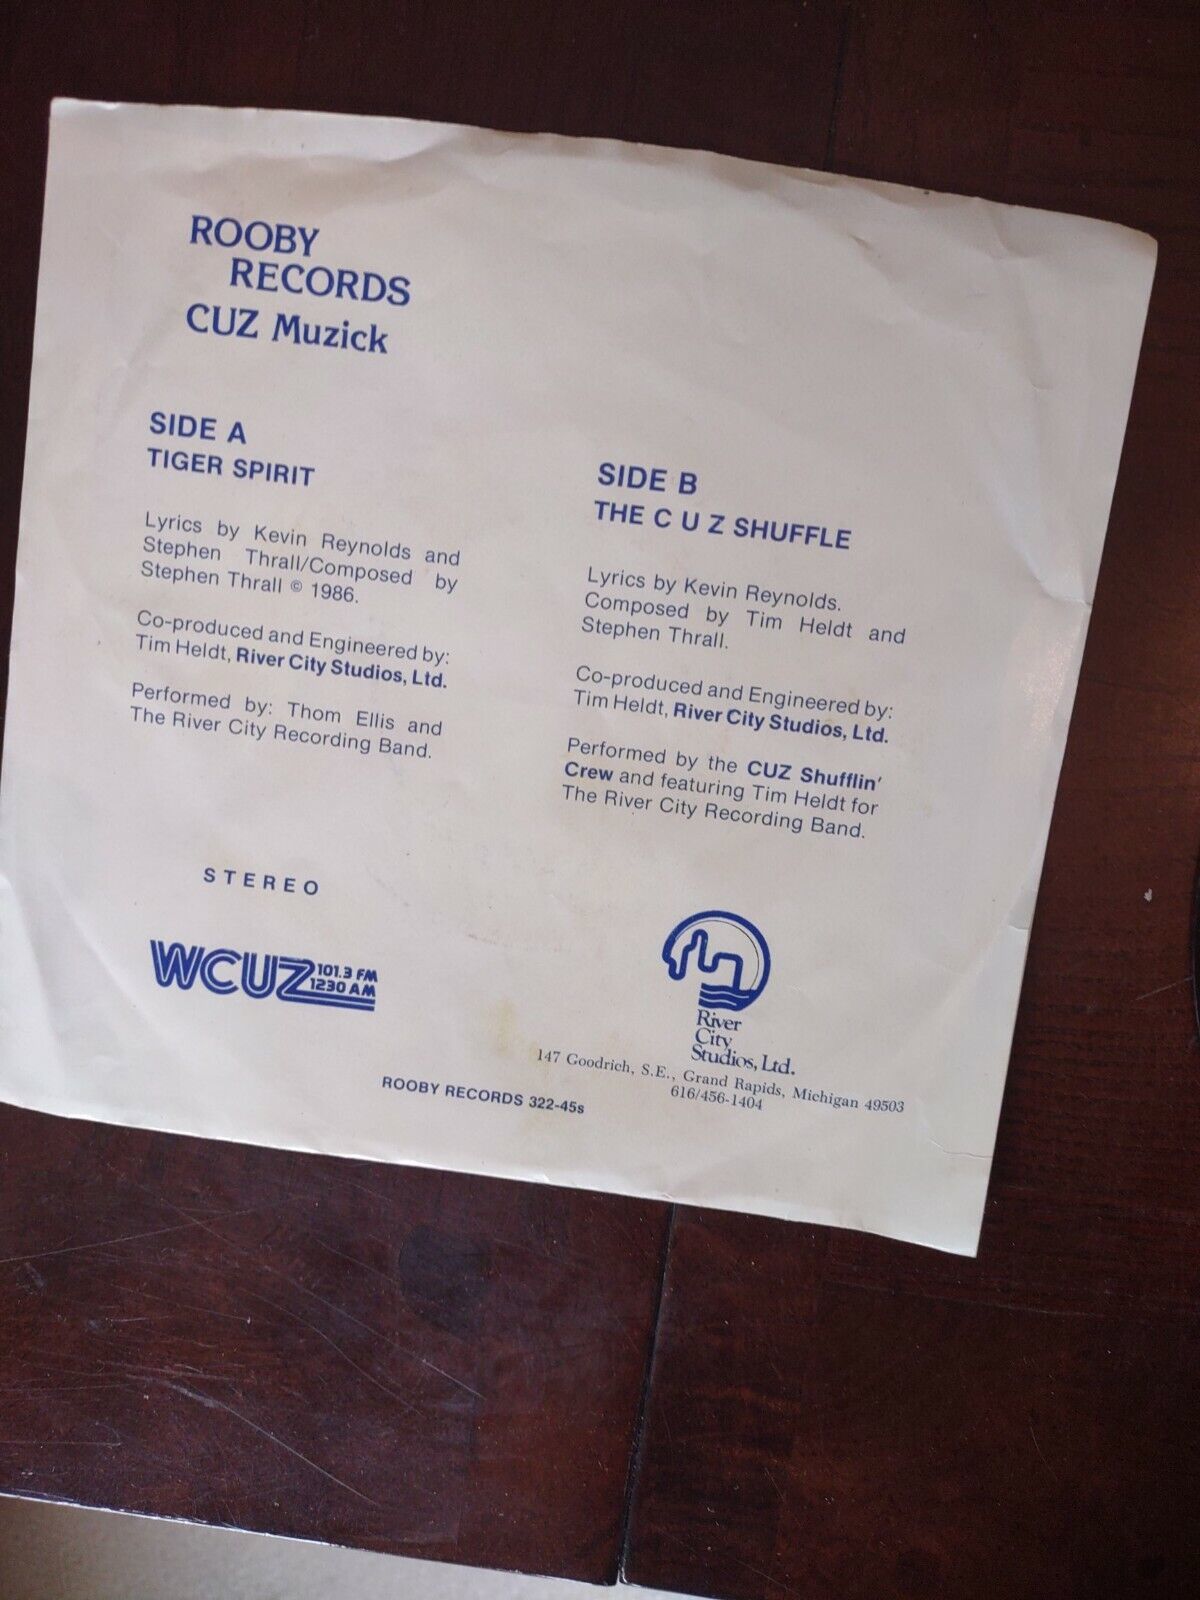 ROOBY
RECORDS
CUZ Muzick
SIDE A
TIGER SPIRIT
Lyrics by Kevin Reynolds and
Stephen Thrall/Composed by
Stephen Thrall © 1986.
Co-produced and Engineered by:
Tim Heldt, River City Studios, Ltd.
Performed by: Thom Ellis and
The River City Recording Band.
SIDE B
THE C U Z SHUFFLE
Lyrics by Kevin Reynolds.
Composed by Tim Heldt and
Stephen Thrall.
Co-produced and Engineered by:
Tim Heldt, River City Studios, Ltd.
Performed by the CUZ Shufflin'
Crew and featuring Tim Heldt for
The River City Recording Band.
STEREO
WCUZ 101.3 FM
1230 AM
River
City
Studios, Ltd.
147 Goodrich, S.E., Grand Rapids, Michigan 49503
616/456-1404
ROOBY RECORDS 322-45s